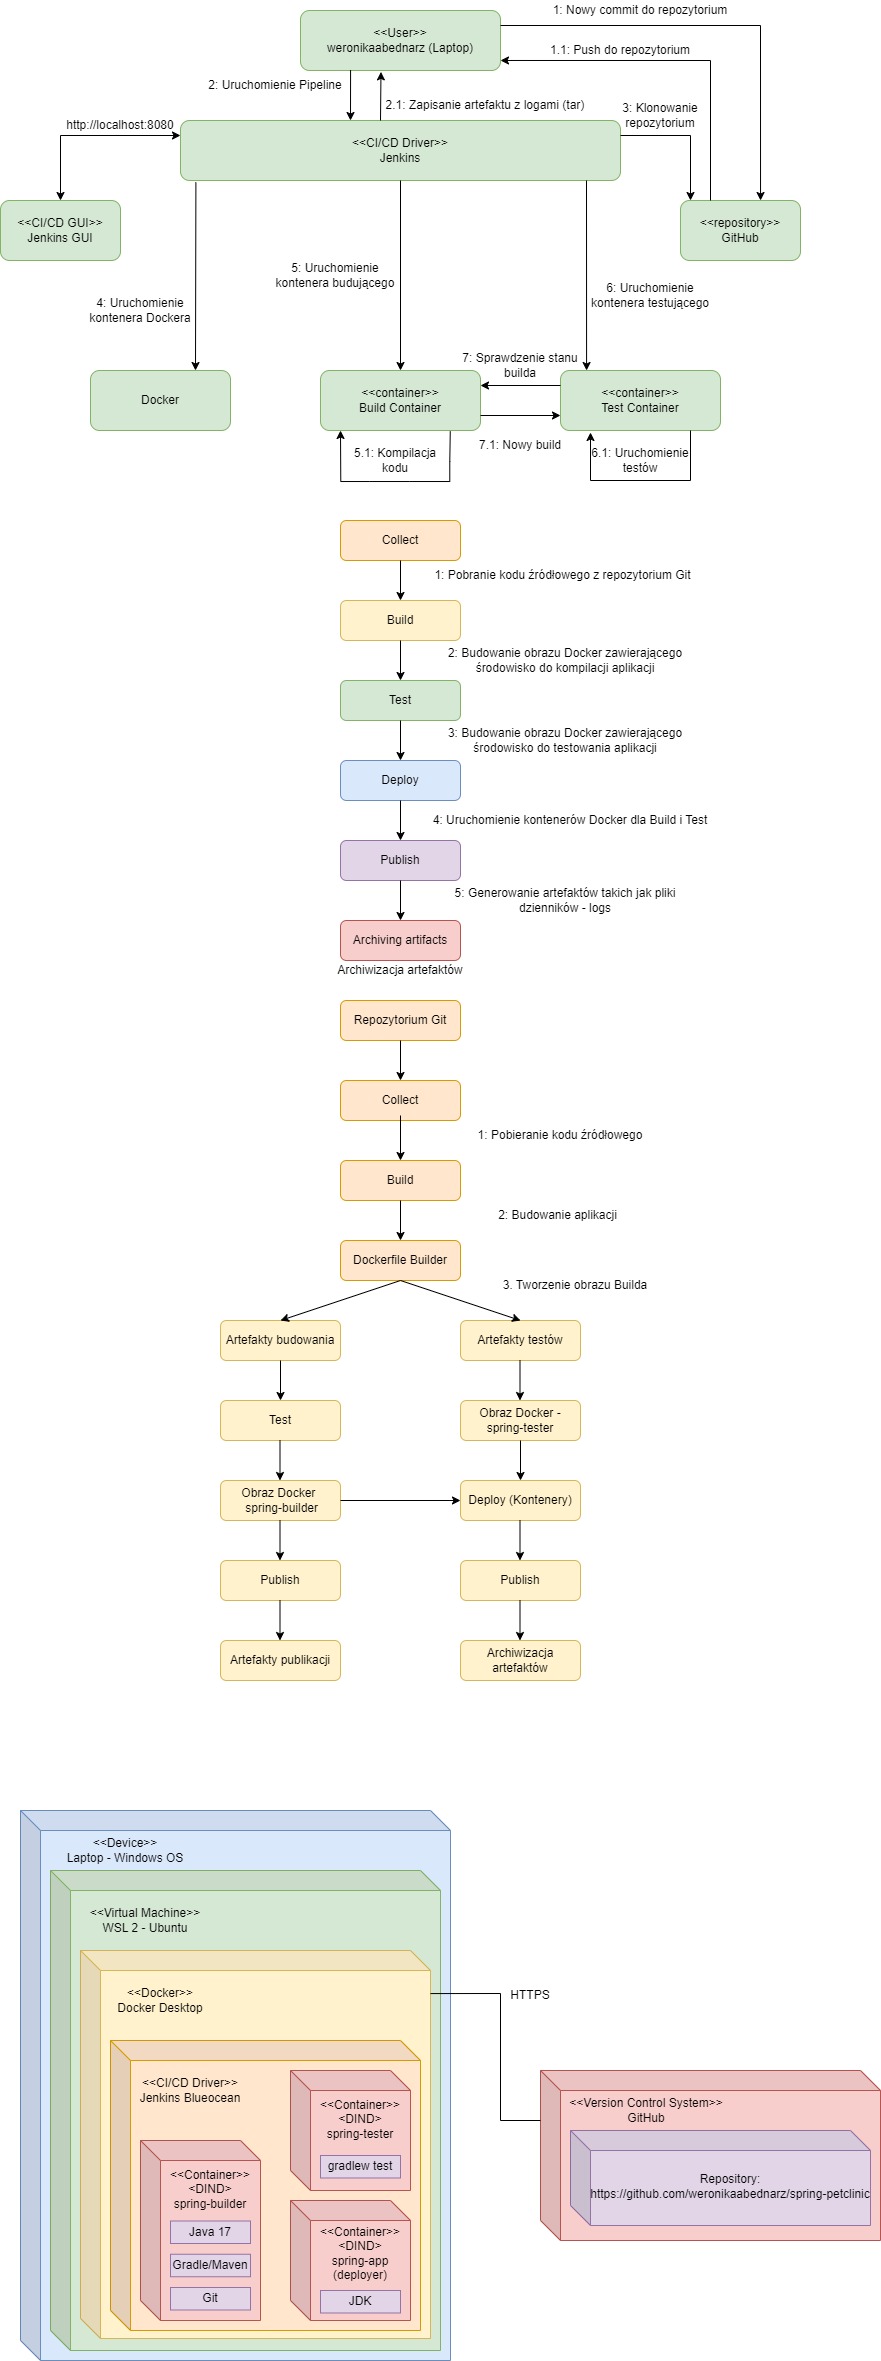 1: Nowy commit do repozytorium
<<User>>
weronikaabednarz (Laptop)
1.1: Push do repozytorium
2: Uruchomienie Pipeline
2.1: Zapisanie artefaktu z logami (tar)
3: Klonowanie
repozytorium
http://localhost:8080
<<CI/CD Driver>>
Jenkins
<<CI/CD GUI>>
Jenkins GUI
<<repository>>
GitHub
5: Uruchomienie
kontenera budującego
6: Uruchomienie
kontenera testującego
4: Uruchomienie
kontenera Dockera
7: Sprawdzenie stanu
builda
Docker
<<container>>
Build Container
<<container>>
Test Container
7.1: Nowy build
5.1: Kompilacja
kodu
6.1: Uruchomienie
testów
Collect
1: Pobranie kodu źródłowego z repozytorium Git
Build
2: Budowanie obrazu Docker zawierającego
środowisko do kompilacji aplikacji
Test
3: Budowanie obrazu Docker zawierającego
środowisko do testowania aplikacji
Deploy
4: Uruchomienie kontenerów Docker dla Build i Test
Publish
5: Generowanie artefaktów takich jak pliki
dzienników - logs
Archiving artifacts
Archiwizacja artefaktów
Repozytorium Git
Collect
1: Pobieranie kodu źródłowego
Build
2: Budowanie aplikacji
Dockerfile Builder
3. Tworzenie obrazu Builda
Artefakty budowania
Artefakty testów
Test
Obraz Docker -
spring-tester
Obraz Docker
spring-builder
Deploy (Kontenery)
Publish
Publish
Artefakty publikacji
Archiwizacja
artefaktów
<<Device>>
Laptop - Windows OS
<<Virtual Machine>>
WSL 2 - Ubuntu
<<Docker>>
Docker Desktop
HTTPS
<<CI/CD Driver>>
Jenkins Blueocean
<<Container>>
<DIND>
spring-tester
gradlew test
<<Container>>
<DIND>
spring-builder
Java 17
Gradle/Maven
Git
<<Container>>
<DIND>
spring-app
(deployer)
JDK
<<Version Control System>>
GitHub
Repository:
https://github.com/weronikaabednarz/spring-petclinic